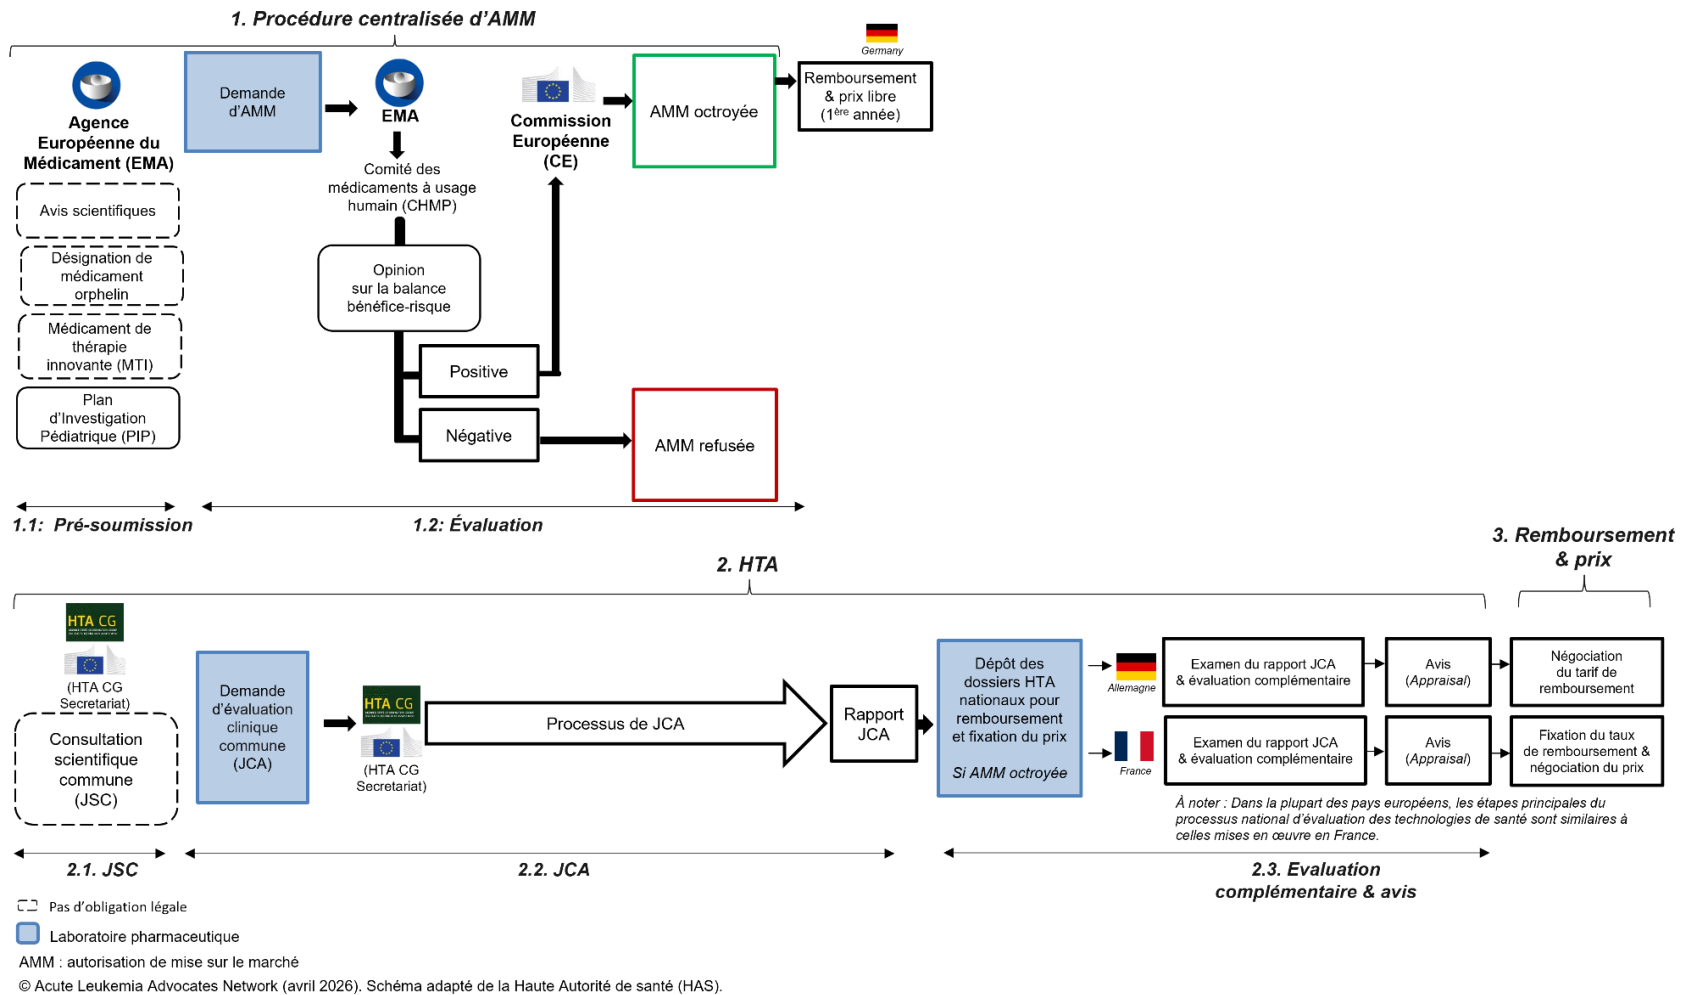 1. Procédure centralisée d’AMM
Germany
Agence
Européenne du
Médicament (EMA)
Avis scientifiques
Désignation de
médicament
orphelin
Médicament de
thérapie
innovante (MTI)
Plan
d’Investigation
Pédiatrique (PIP)
Demande
d’AMM
EMA
Comité des
médicaments à usage
humain (CHMP)
Opinion
sur la balance
bénéfice-risque
Positive
Négative
Commission
Européenne
(CE)
AMM octroyée
AMM refusée
Remboursement
& prix libre
(1ère année)
1.1: Pré-soumission
1.2: Évaluation
2. HTA
3. Remboursement
& prix
HTA CG
(HTA CG
Secretariat)
Consultation
scientifique
commune
(JSC)
Demande
d’évaluation
clinique
commune
(JCA)
HTA CG
(HTA CG
Secretariat)
Processus de JCA
Rapport
JCA
Dépôt des
dossiers HTA
nationaux pour
remboursement
et fixation du prix
Si AMM octroyée
Allemagne
Examen du rapport JCA
& évaluation complémentaire
Avis
(Appraisal)
Négociation
du tarif de
remboursement
France
Examen du rapport JCA
& évaluation complémentaire
Avis
(Appraisal)
Fixation du taux
de remboursement &
négociation du prix
À noter : Dans la plupart des pays européens, les étapes principales du
processus national d’évaluation des technologies de santé sont similaires à
celles mises en œuvre en France.
2.1. JSC
2.2. JCA
2.3. Evaluation
complémentaire & avis
Pas d’obligation légale
Laboratoire pharmaceutique
AMM : autorisation de mise sur le marché
© Acute Leukemia Advocates Network (avril 2026). Schéma adapté de la Haute Autorité de santé (HAS).